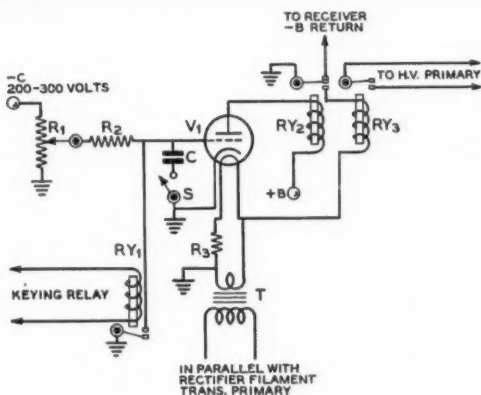 TO RECEIVER
-B RETURN
-C
200-300 VOLTS
TO H.V. PRIMARY
R1
R2
V1
C
S
RY2
RY3
+B
R3
RY1
KEYING RELAY
T
IN PARALLEL WITH
RECTIFIER FILAMENT
TRANS. PRIMARY